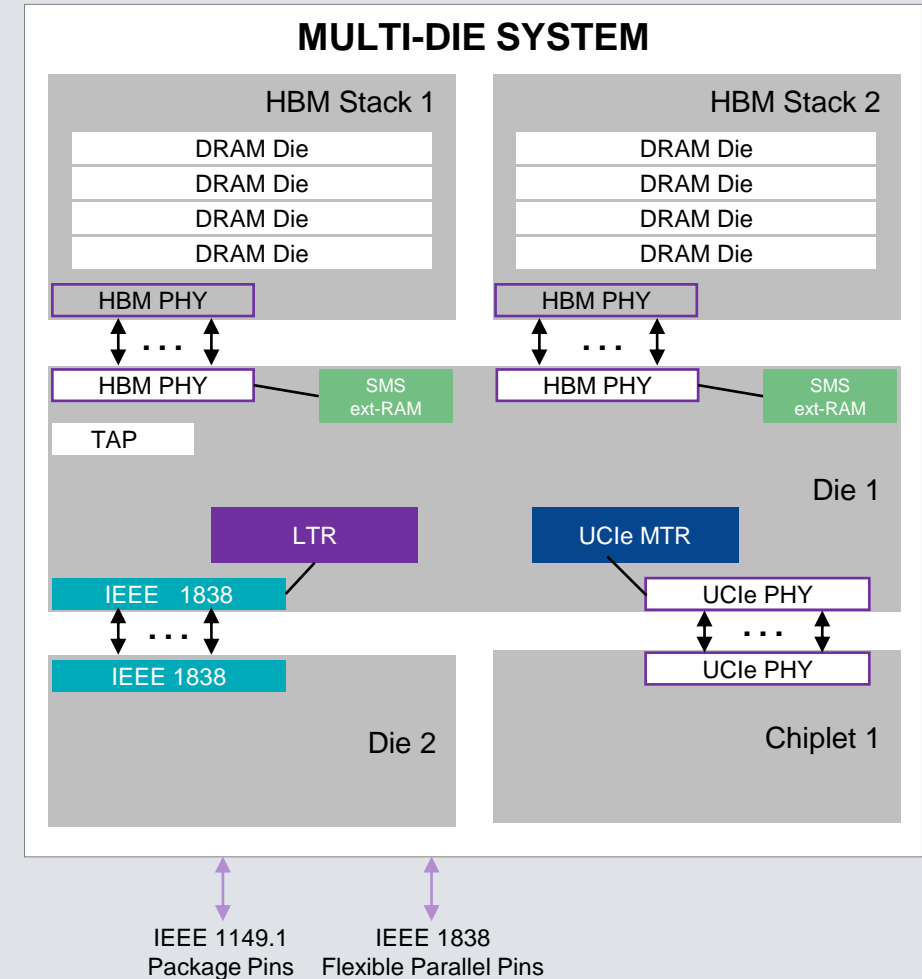 MULTI-DIE SYSTEM
HBM Stack 1
DRAM Die
DRAM Die
DRAM Die
DRAM Die
HBM PHY
HBM Stack 2
DRAM Die
DRAM Die
DRAM Die
DRAM Die
HBM PHY
. . .
. . .
HBM PHY
SMS
ext-RAM
HBM PHY
SMS
ext-RAM
TAP
Die 1
LTR
UCIe MTR
IEEE 1838
UCIe PHY
. . .
. . .
IEEE 1838
Die 2
UCIe PHY
Chiplet 1
IEEE 1149.1
Package Pins
IEEE 1838
Flexible Parallel Pins